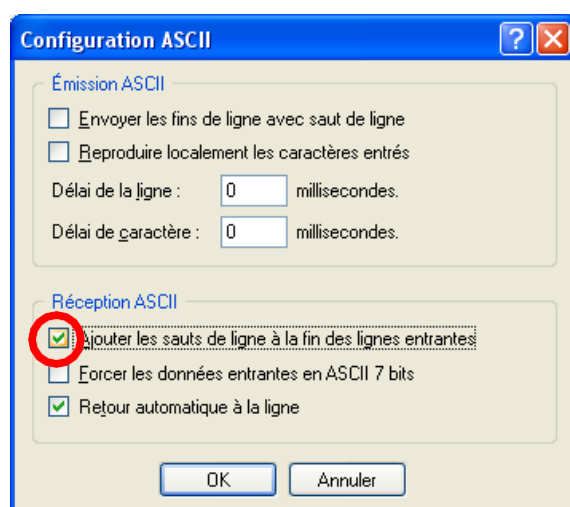 Configuration ASCII
Émission ASCII
Envoyer les fins de ligne avec saut de ligne
Reproduire localement les caractères entrés
Délai de la ligne : 0 millisecondes.
Délai de caractère : 0 millisecondes.
Réception ASCII
Ajouter les sauts de ligne à la fin des lignes entrantes
Forcer les données entrantes en ASCII 7 bits
Retour automatique à la ligne
OK Annuler